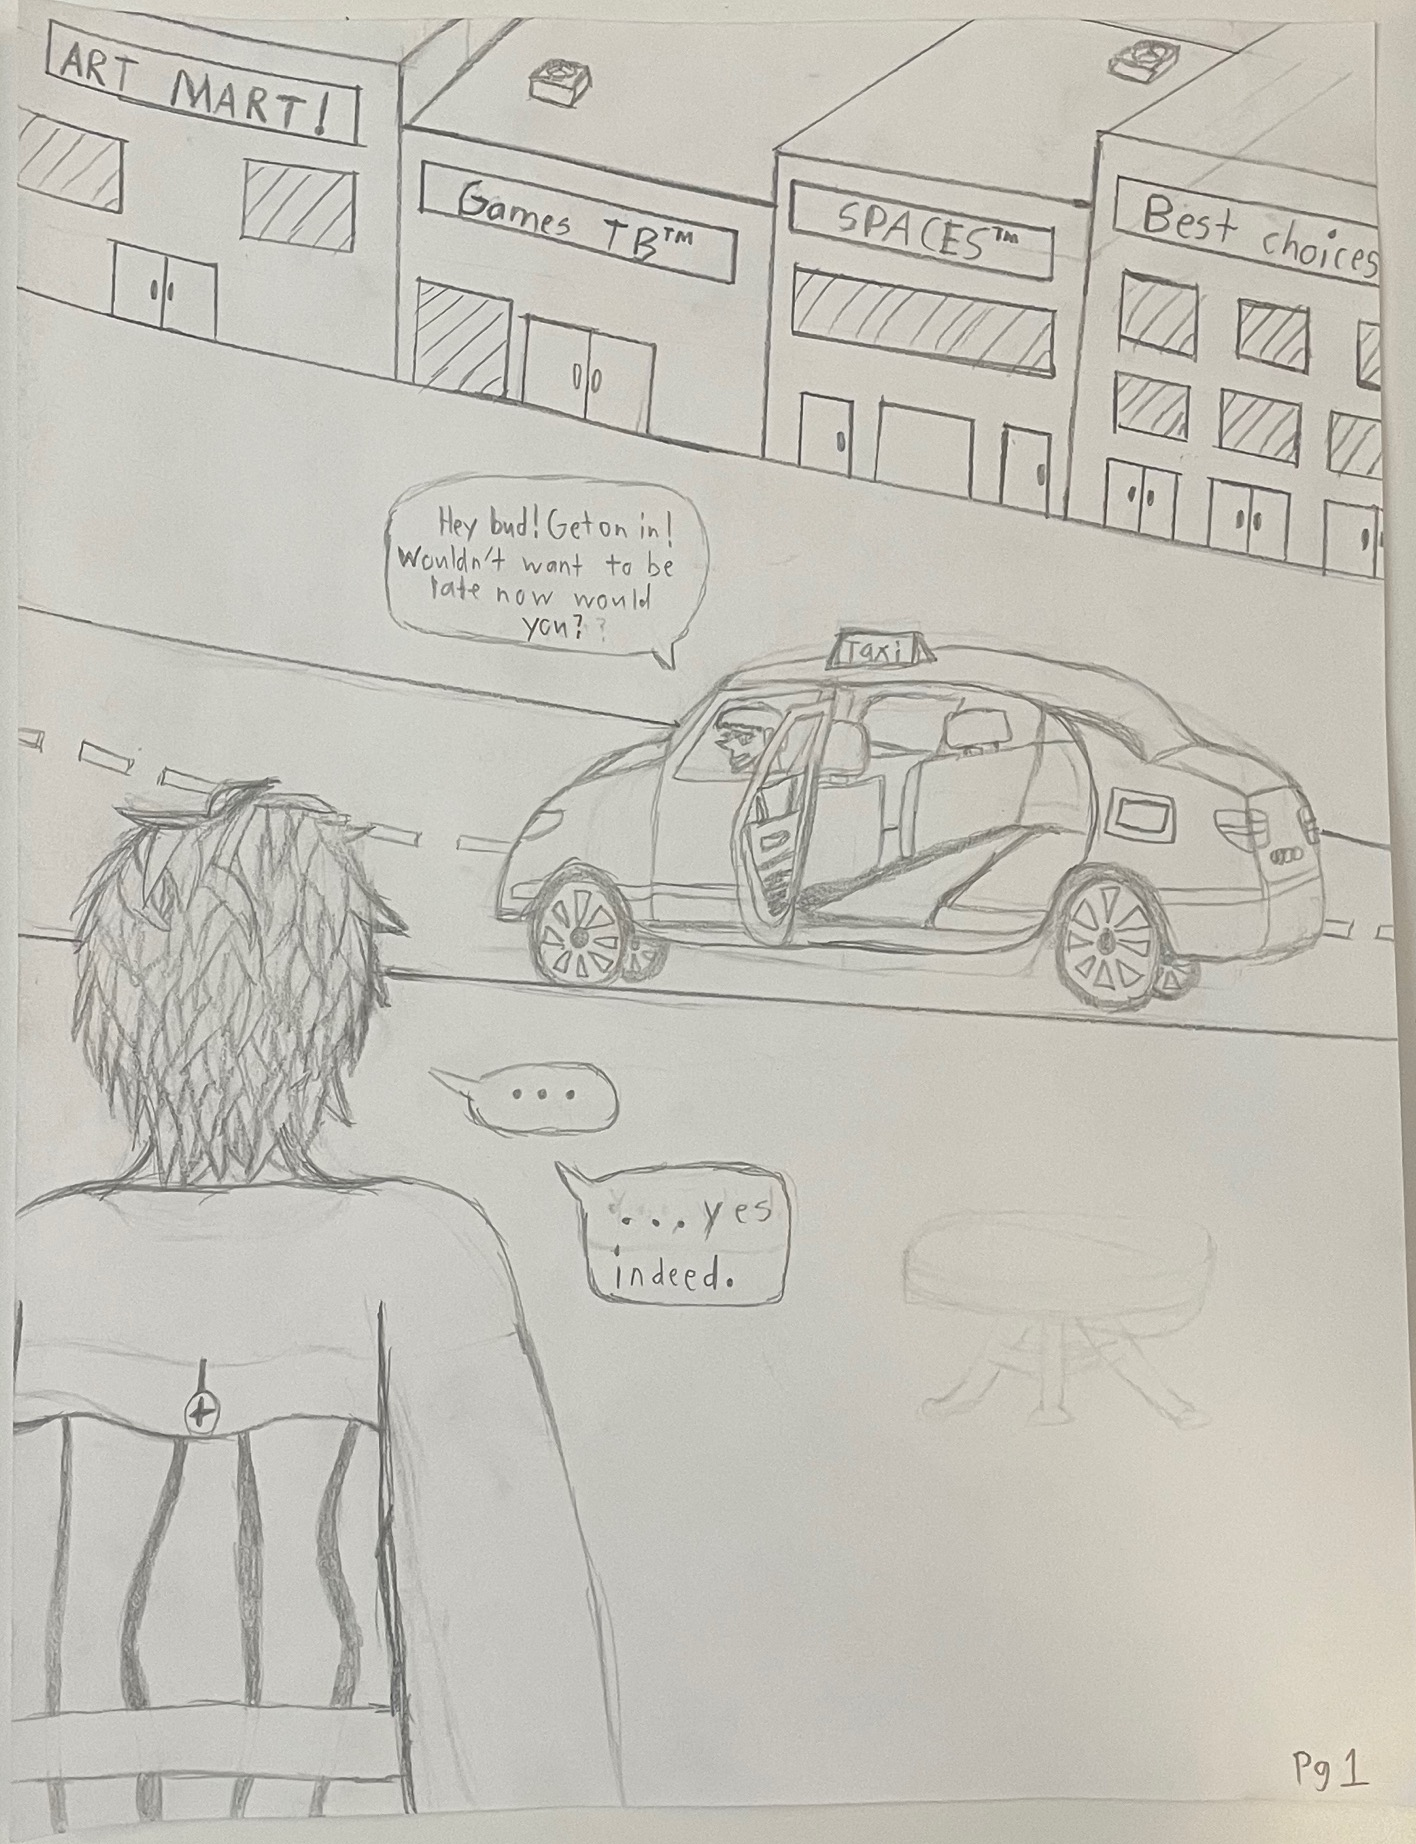 ART MART!
Games TB™
SPACES™
Best choices
Hey bud! Get on in!
Wouldn't want to be
late now would
you? ?
Taxi
...
...yes
indeed.
Pg 1